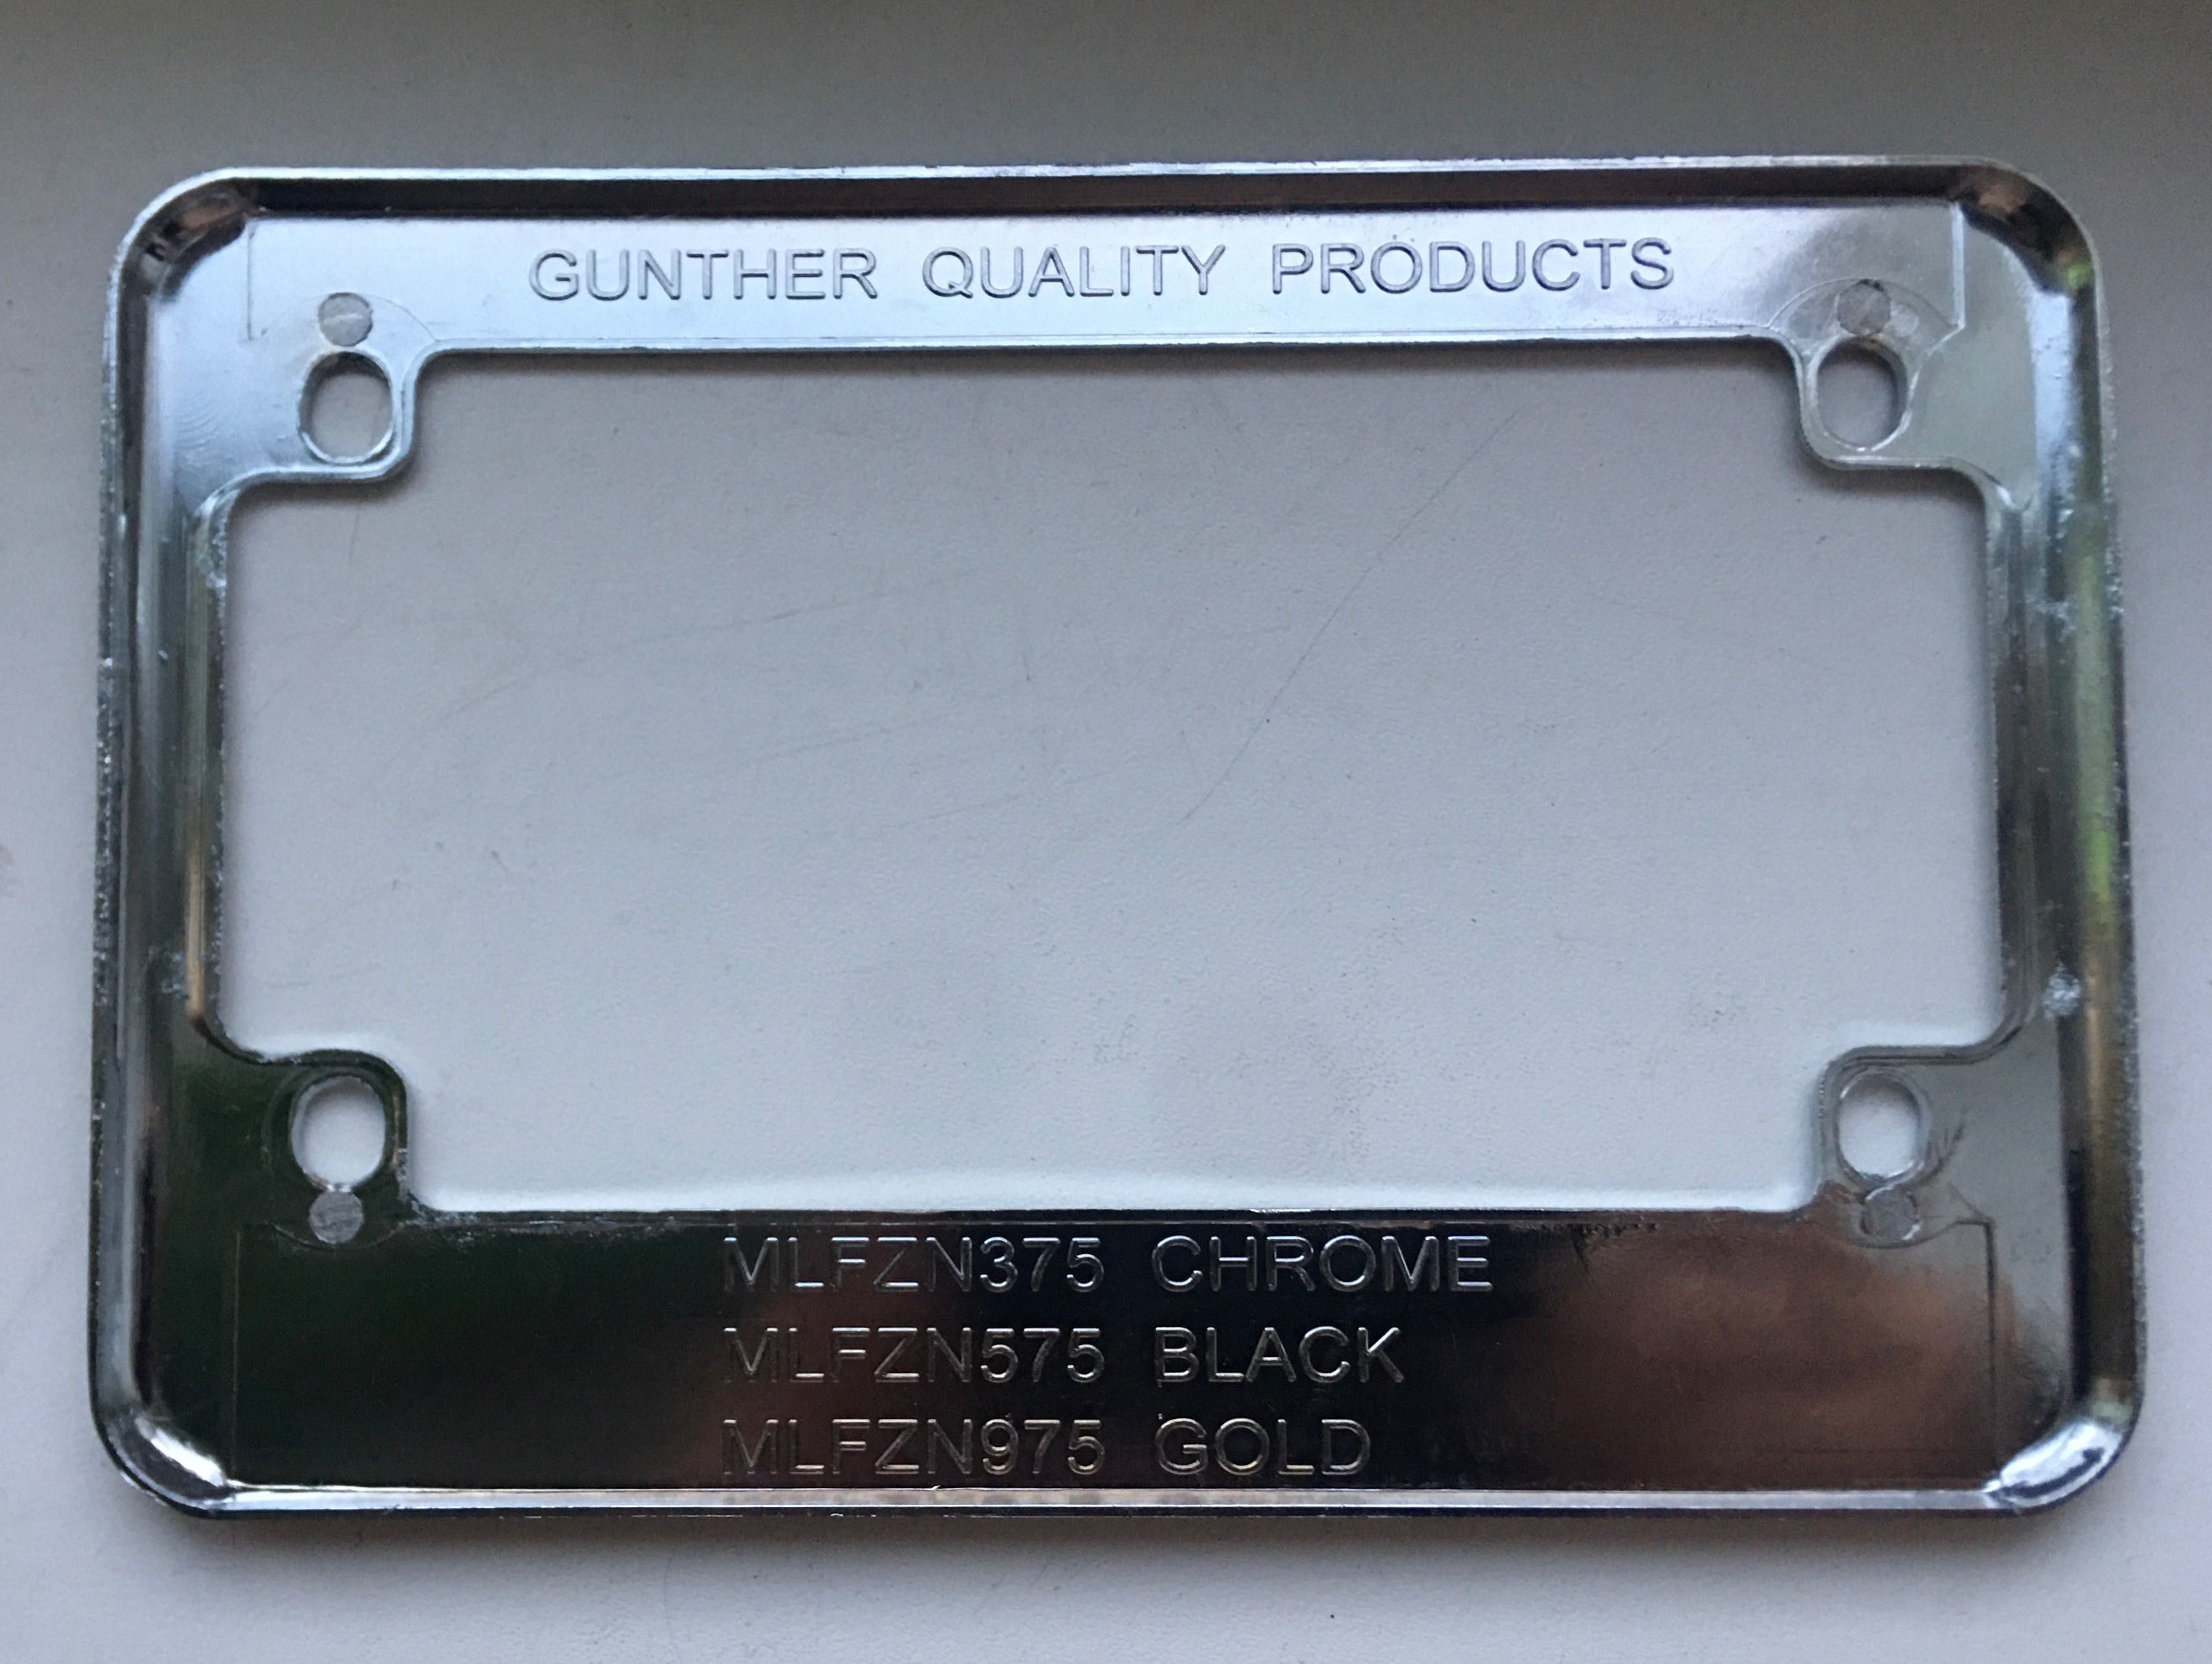 GUNTHER QUALITY PRODUCTS
MLFZN375 CHROME
MLFZN575 BLACK
MLFZN975 GOLD